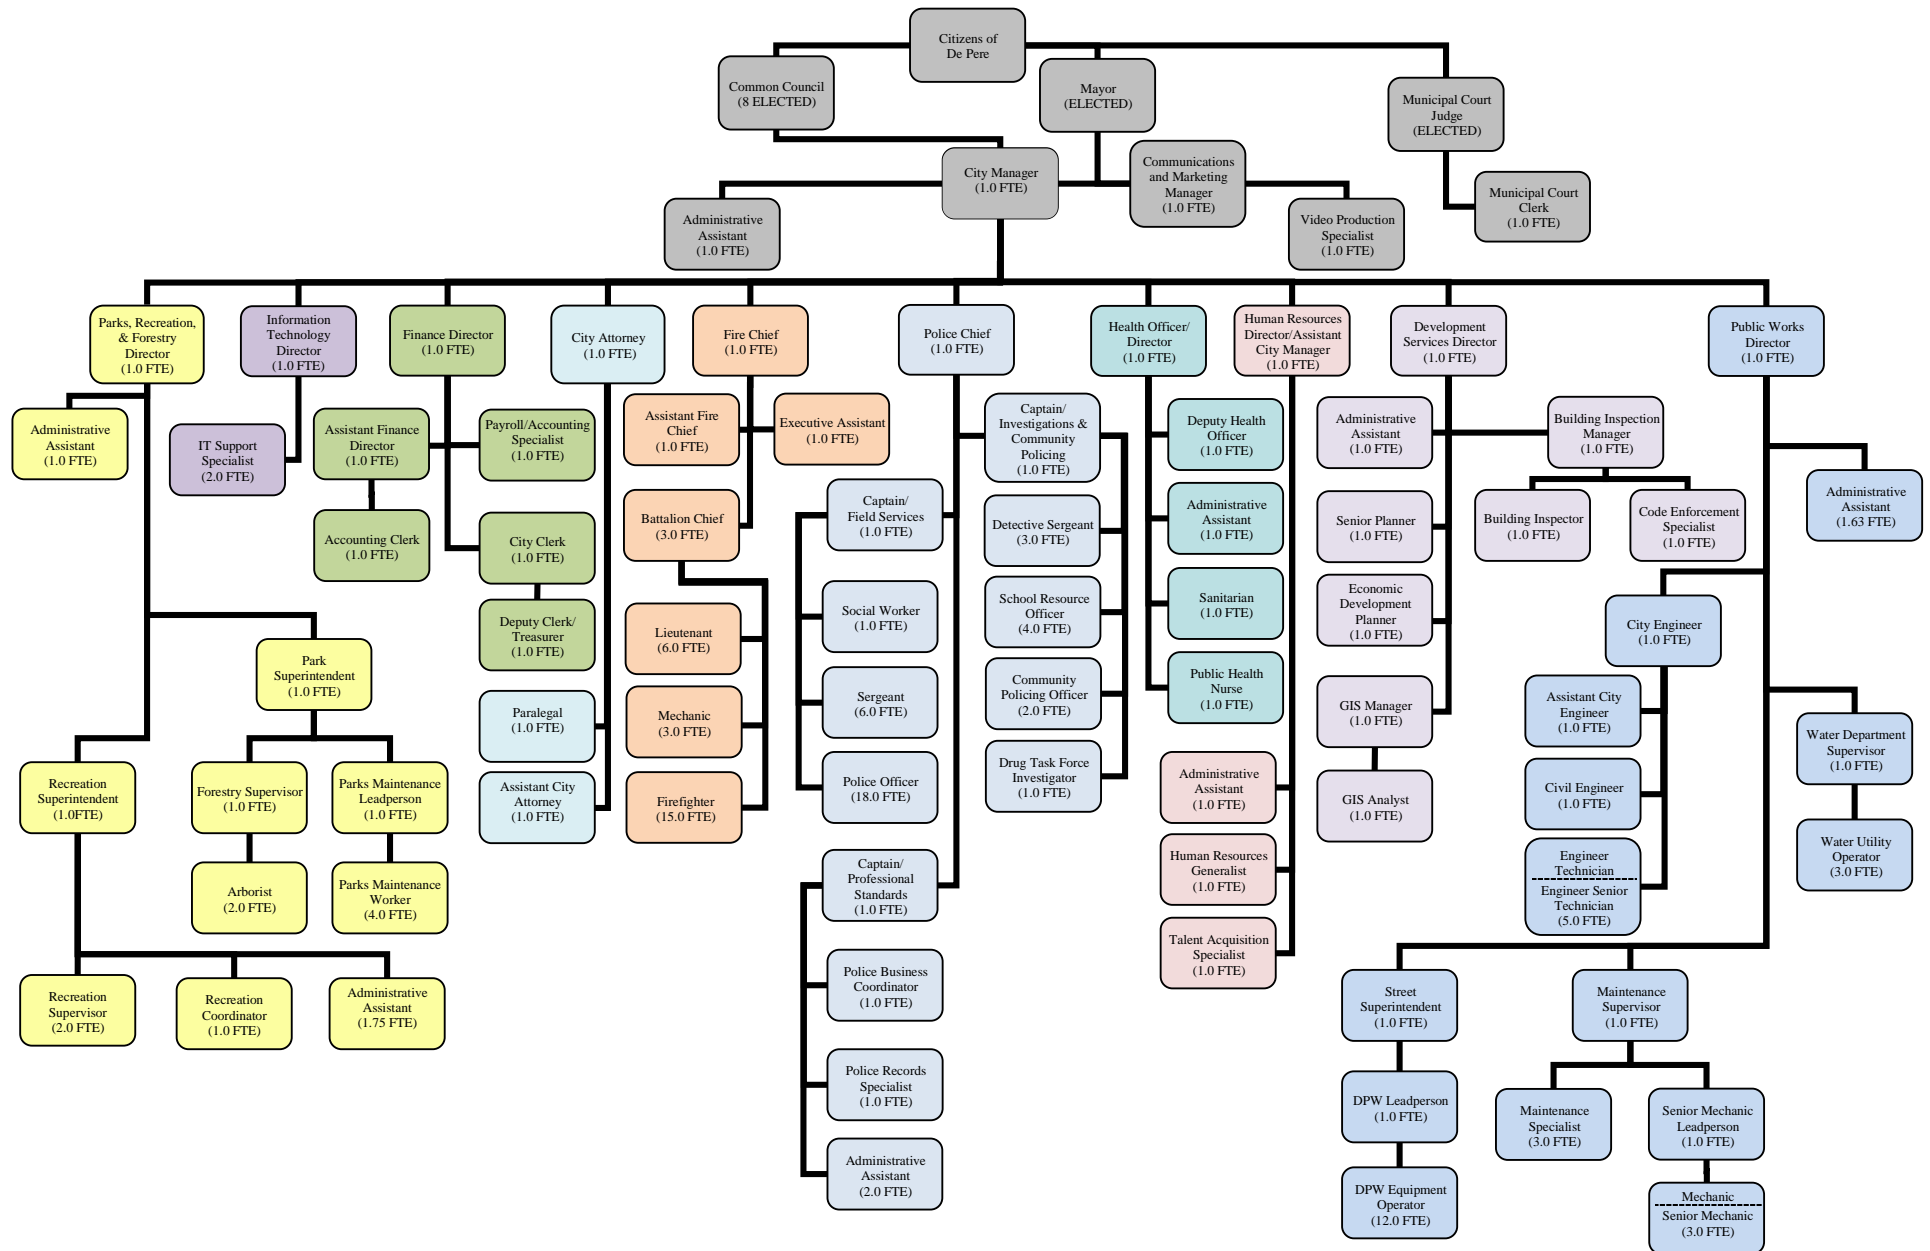 Citizens of
De Pere
Common Council
(8 ELECTED)
Mayor
(ELECTED)
Municipal Court
Judge
(ELECTED)
City Manager
(1.0 FTE)
Communications
and Marketing
Manager
(1.0 FTE)
Municipal Court
Clerk
(1.0 FTE)
Administrative
Assistant
(1.0 FTE)
Video Production
Specialist
(1.0 FTE)
Parks, Recreation,
& Forestry
Director
(1.0 FTE)
Information
Technology
Director
(1.0 FTE)
Finance Director
(1.0 FTE)
City Attorney
(1.0 FTE)
Fire Chief
(1.0 FTE)
Police Chief
(1.0 FTE)
Health Officer/
Director
(1.0 FTE)
Human Resources
Director/Assistant
City Manager
(1.0 FTE)
Development
Services Director
(1.0 FTE)
Public Works
Director
(1.0 FTE)
Administrative
Assistant
(1.0 FTE)
IT Support
Specialist
(2.0 FTE)
Assistant Finance
Director
(1.0 FTE)
Payroll/Accounting
Specialist
(1.0 FTE)
Assistant Fire
Chief
(1.0 FTE)
Executive Assistant
(1.0 FTE)
Captain/
Investigations &
Community
Policing
(1.0 FTE)
Deputy Health
Officer
(1.0 FTE)
Administrative
Assistant
(1.0 FTE)
Building Inspection
Manager
(1.0 FTE)
Administrative
Assistant
(1.63 FTE)
Accounting Clerk
(1.0 FTE)
City Clerk
(1.0 FTE)
Battalion Chief
(3.0 FTE)
Captain/
Field Services
(1.0 FTE)
Detective Sergeant
(3.0 FTE)
Administrative
Assistant
(1.0 FTE)
Senior Planner
(1.0 FTE)
Building Inspector
(1.0 FTE)
Code Enforcement
Specialist
(1.0 FTE)
Deputy Clerk/
Treasurer
(1.0 FTE)
Lieutenant
(6.0 FTE)
Social Worker
(1.0 FTE)
School Resource
Officer
(4.0 FTE)
Sanitarian
(1.0 FTE)
Economic
Development
Planner
(1.0 FTE)
City Engineer
(1.0 FTE)
Park
Superintendent
(1.0 FTE)
Paralegal
(1.0 FTE)
Mechanic
(3.0 FTE)
Sergeant
(6.0 FTE)
Community
Policing Officer
(2.0 FTE)
Public Health
Nurse
(1.0 FTE)
GIS Manager
(1.0 FTE)
Assistant City
Engineer
(1.0 FTE)
Water Department
Supervisor
(1.0 FTE)
Recreation
Superintendent
(1.0FTE)
Forestry Supervisor
(1.0 FTE)
Parks Maintenance
Leadperson
(1.0 FTE)
Assistant City
Attorney
(1.0 FTE)
Firefighter
(15.0 FTE)
Police Officer
(18.0 FTE)
Drug Task Force
Investigator
(1.0 FTE)
Administrative
Assistant
(1.0 FTE)
GIS Analyst
(1.0 FTE)
Civil Engineer
(1.0 FTE)
Water Utility
Operator
(3.0 FTE)
Arborist
(2.0 FTE)
Parks Maintenance
Worker
(4.0 FTE)
Captain/
Professional
Standards
(1.0 FTE)
Human Resources
Generalist
(1.0 FTE)
Engineer
Technician
Engineer Senior
Technician
(5.0 FTE)
Talent Acquisition
Specialist
(1.0 FTE)
Recreation
Supervisor
(2.0 FTE)
Recreation
Coordinator
(1.0 FTE)
Administrative
Assistant
(1.75 FTE)
Police Business
Coordinator
(1.0 FTE)
Street
Superintendent
(1.0 FTE)
Maintenance
Supervisor
(1.0 FTE)
Police Records
Specialist
(1.0 FTE)
DPW Leadperson
(1.0 FTE)
Maintenance
Specialist
(3.0 FTE)
Senior Mechanic
Leadperson
(1.0 FTE)
Administrative
Assistant
(2.0 FTE)
DPW Equipment
Operator
(12.0 FTE)
Mechanic
Senior Mechanic
(3.0 FTE)